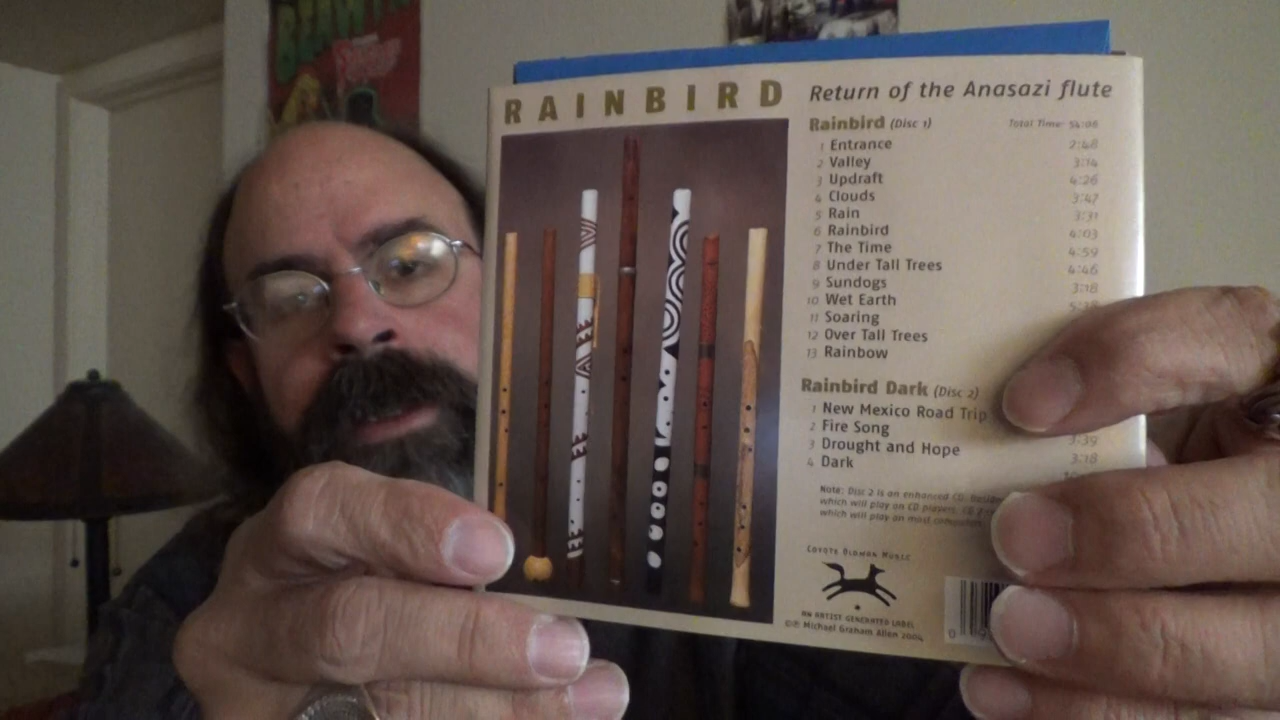 RAINBIRD
Return of the Anasazi flute
Rainbird (Disc 1) Total Time: 54:06
1 Entrance 2:48
2 Valley 3:14
3 Updraft 4:26
4 Clouds 3:47
5 Rain 3:31
6 Rainbird 4:03
7 The Time 4:59
8 Under Tall Trees 4:46
9 Sundogs 3:18
10 Wet Earth
11 Soaring
12 Over Tall Trees
13 Rainbow
Rainbird Dark (Disc 2)
1 New Mexico Road Trip
2 Fire Song
3 Drought and Hope 3:39
4 Dark 3:18
Note: Disc 2 is an enhanced CD.
which will play on CD players,
which will play on most computers
COYOTE OLDMAN MUSIC
AN ARTIST GENERATED LABEL
©℗ Michael Graham Allen 2004
0